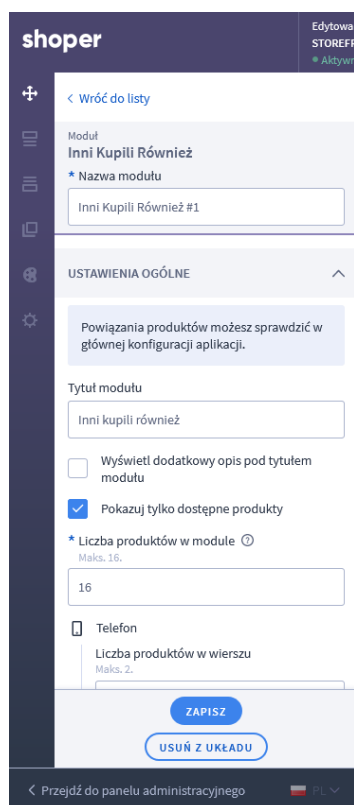 shoper
Edytowa
STOREFR
Aktywn
Wróć do listy
Moduł
Inni Kupili Również
* Nazwa modułu
Inni Kupili Również #1
USTAWIENIA OGÓLNE
Powiązania produktów możesz sprawdzić w
głównej konfiguracji aplikacji.
Tytuł modułu
Inni kupili również
Wyświetl dodatkowy opis pod tytułem
modułu
Pokazuj tylko dostępne produkty
* Liczba produktów w module ?
Maks. 16.
16
Telefon
Liczba produktów w wierszu
Maks. 2.
ZAPISZ
USUŃ Z UKŁADU
Przejdź do panelu administracyjnego
PL